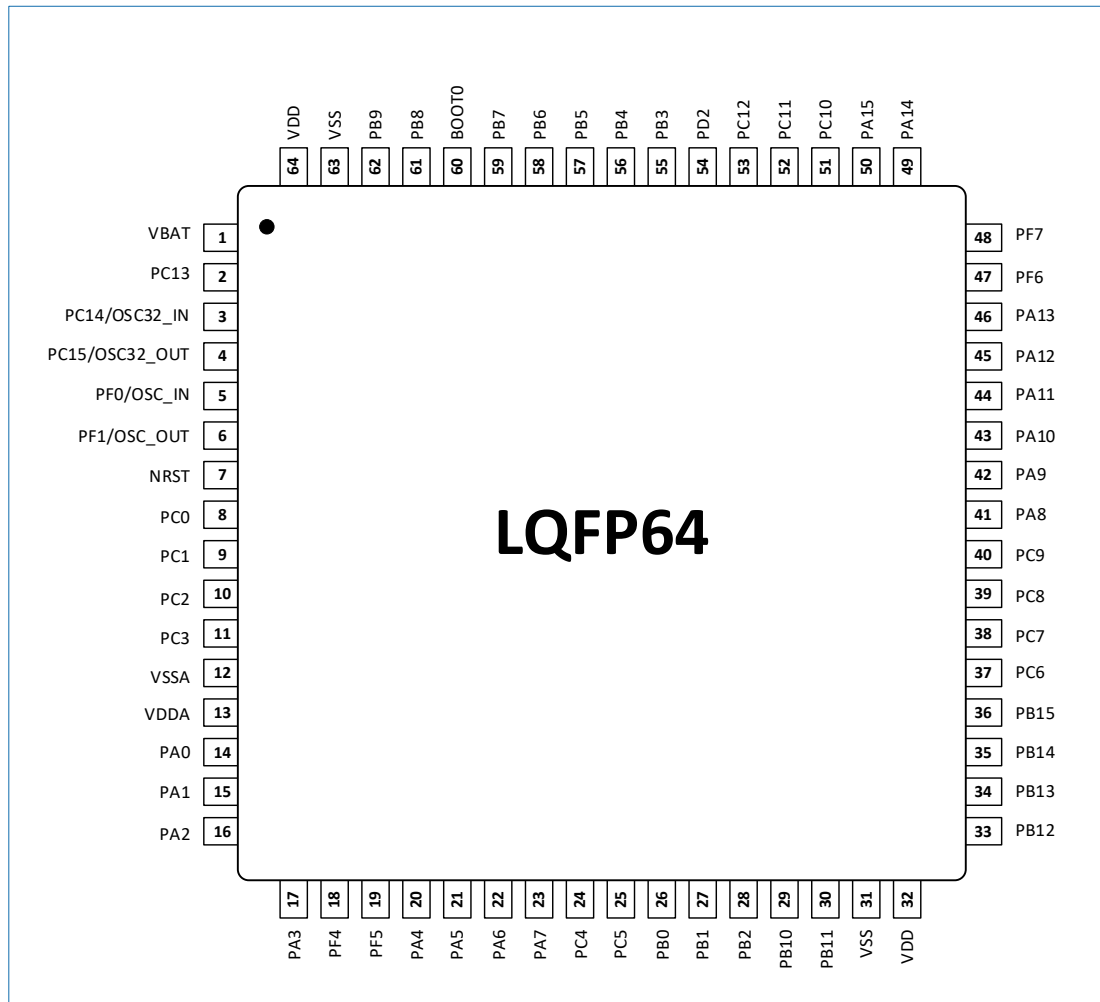 VDD VSS PB9 PB8 BOOT0 PB7 PB6 PB5 PB4 PB3 PD2 PC12 PC11 PC10 PA15 PA14
64 63 62 61 60 59 58 57 56 55 54 53 52 51 50 49
VBAT 1 48 PF7
PC13 2 47 PF6
PC14/OSC32_IN 3 46 PA13
PC15/OSC32_OUT 4 45 PA12
PF0/OSC_IN 5 44 PA11
PF1/OSC_OUT 6 43 PA10
NRST 7 42 PA9
PC0 8 41 PA8
LQFP64
PC1 9 40 PC9
PC2 10 39 PC8
PC3 11 38 PC7
VSSA 12 37 PC6
VDDA 13 36 PB15
PA0 14 35 PB14
PA1 15 34 PB13
PA2 16 33 PB12
17 18 19 20 21 22 23 24 25 26 27 28 29 30 31 32
PA3 PF4 PF5 PA4 PA5 PA6 PA7 PC4 PC5 PB0 PB1 PB2 PB10 PB11 VSS VDD